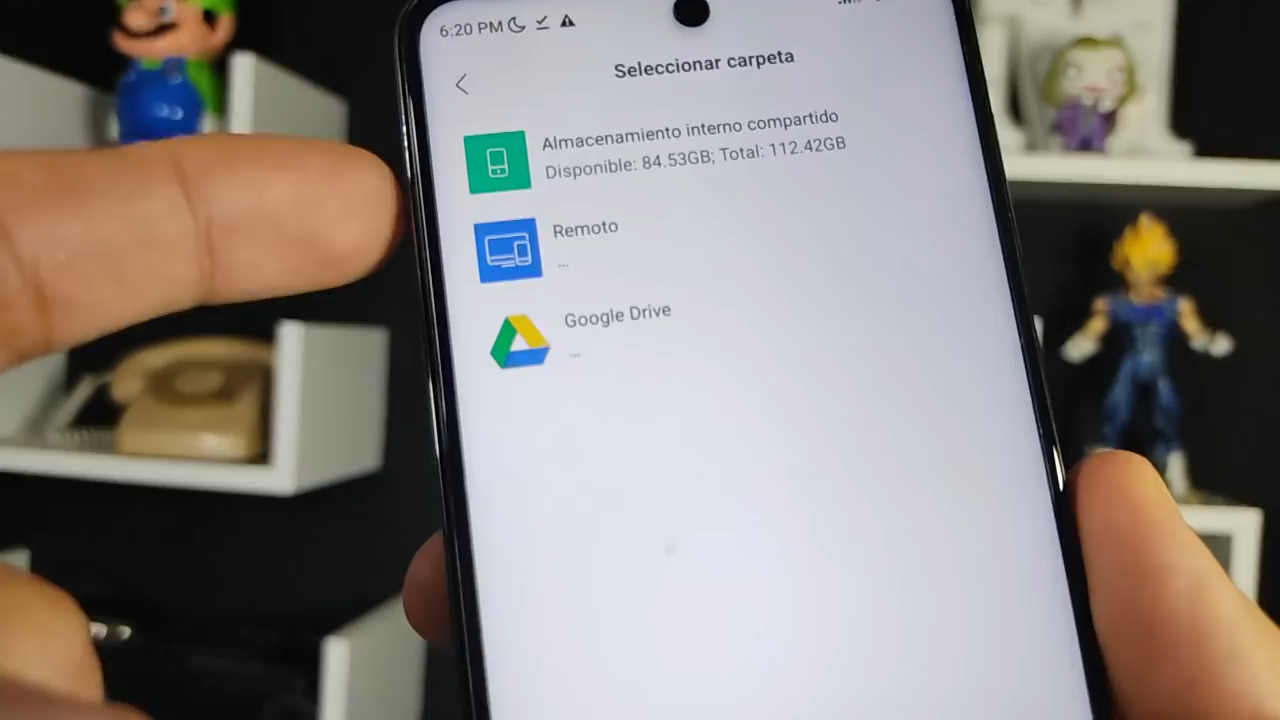 6:20 PM
Seleccionar carpeta
Almacenamiento interno compartido
Disponible: 84.53GB; Total: 112.42GB
Remoto
...
Google Drive
...